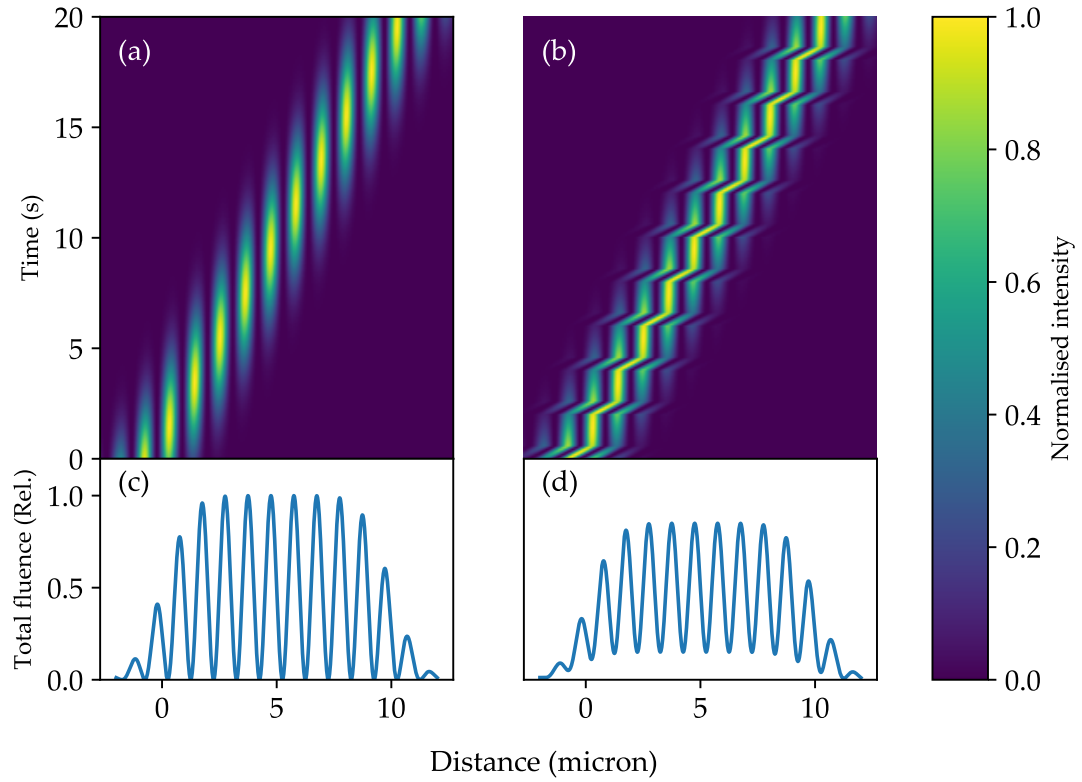 (a)
(b)
Time (s)
20
15
10
5
0
1.0
0.8
0.6
0.4
0.2
0.0
Normalised intensity
(c)
(d)
Total fluence (Rel.)
1.0
0.5
0.0
0 5 10
0 5 10
Distance (micron)